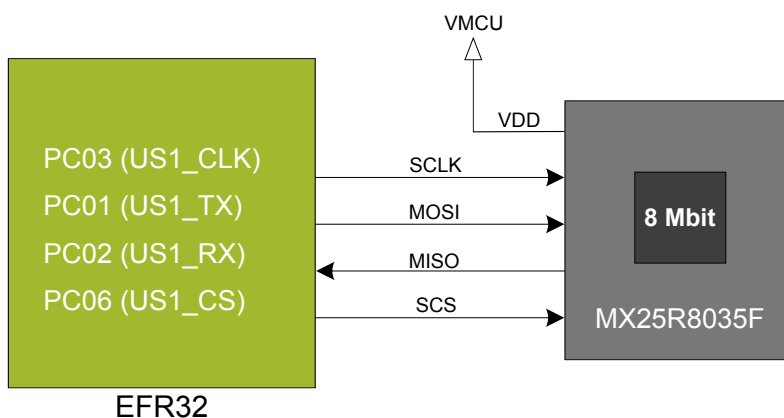 VMCU
VDD
PC03 (US1_CLK)
SCLK
PC01 (US1_TX)
MOSI
8 Mbit
PC02 (US1_RX)
MISO
PC06 (US1_CS)
SCS
MX25R8035F
EFR32